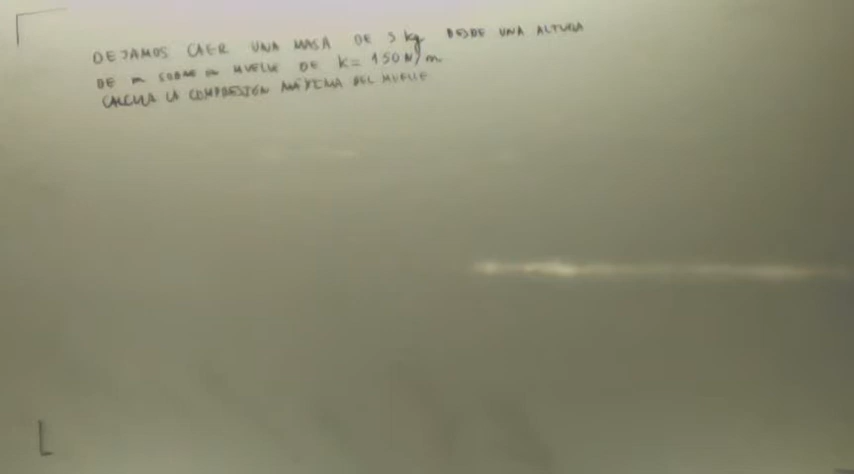 DEJAMOS CAER UNA MASA DE 3 kg DESDE UNA ALTURA
DE m SOBRE UN MUELLE DE K = 150 N/m
CALCULA LA COMPRESIÓN MÁXIMA DEL MUELLE